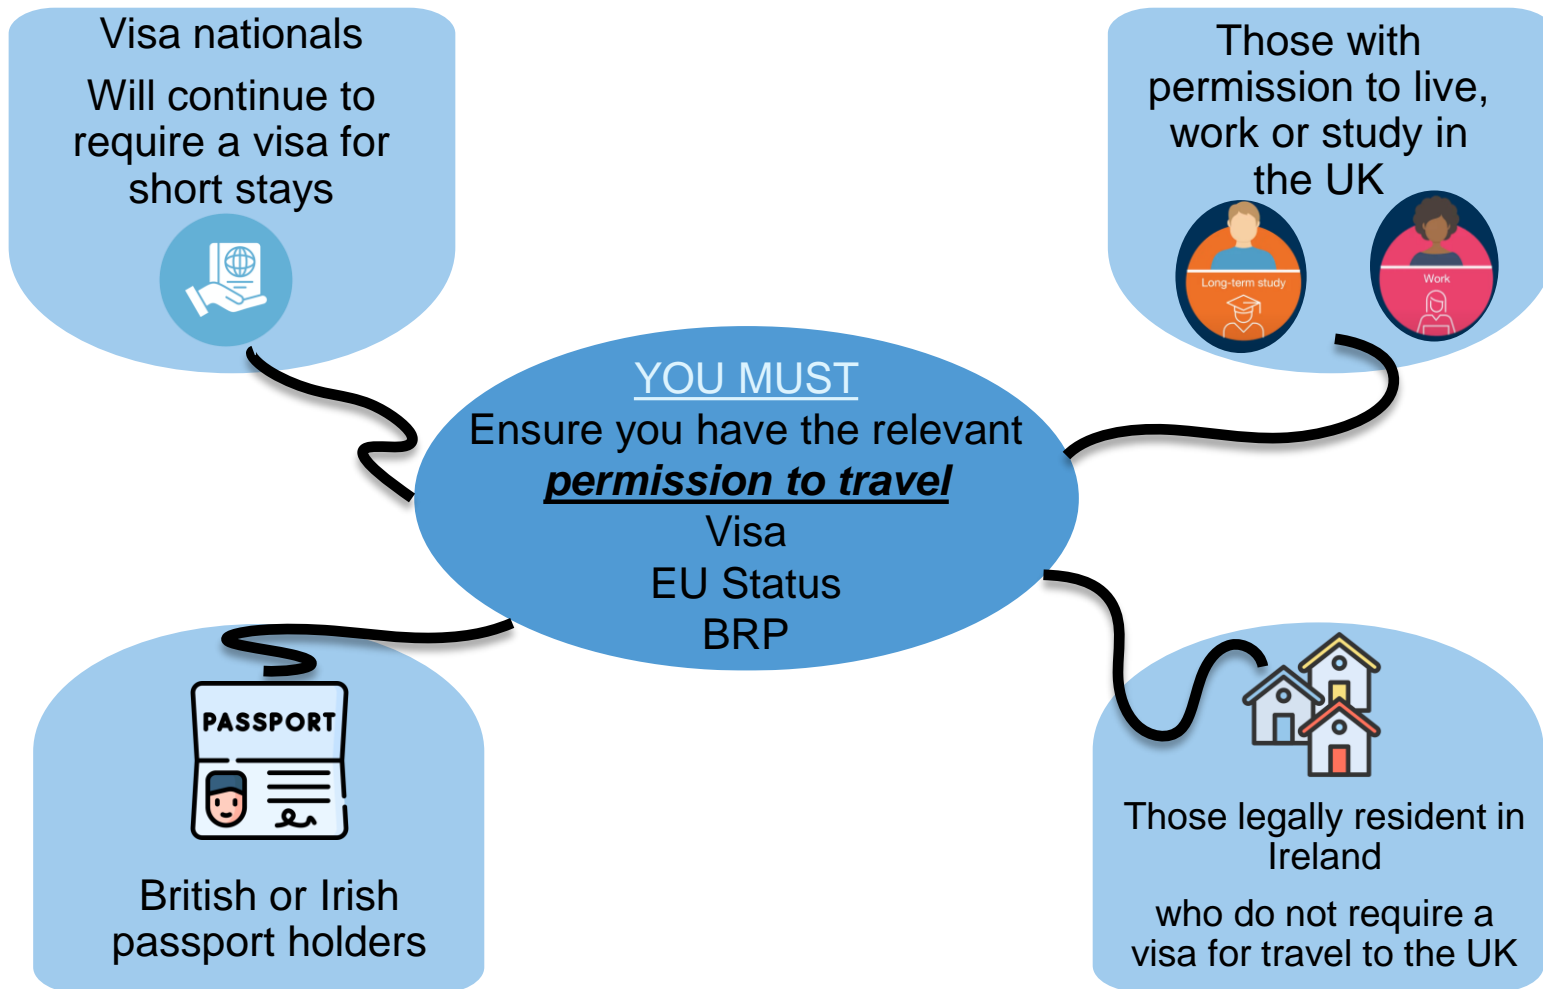 Visa nationals
Will continue to
require a visa for
short stays
Those with
permission to live,
work or study in
the UK
Long-term study
Work
YOU MUST
Ensure you have the relevant
permission to travel
Visa
EU Status
BRP
PASSPORT
British or Irish
passport holders
Those legally resident in
Ireland
who do not require a
visa for travel to the UK